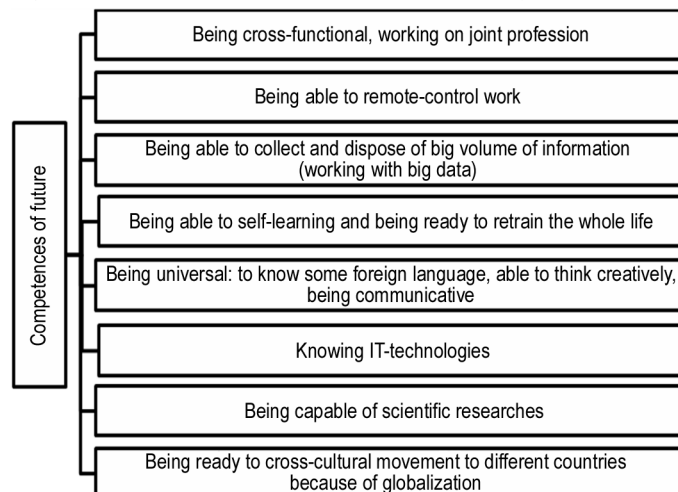 Competences of future
Being cross-functional, working on joint profession
Being able to remote-control work
Being able to collect and dispose of big volume of information
(working with big data)
Being able to self-learning and being ready to retrain the whole life
Being universal: to know some foreign language, able to think creatively,
being communicative
Knowing IT-technologies
Being capable of scientific researches
Being ready to cross-cultural movement to different countries
because of globalization